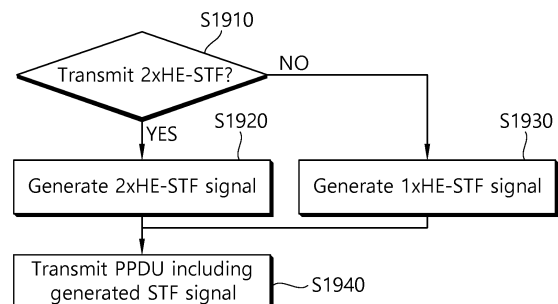 S1910
Transmit 2xHE-STF?
NO
YES
S1920
S1930
Generate 2xHE-STF signal
Generate 1xHE-STF signal
Transmit PPDU including
generated STF signal
S1940